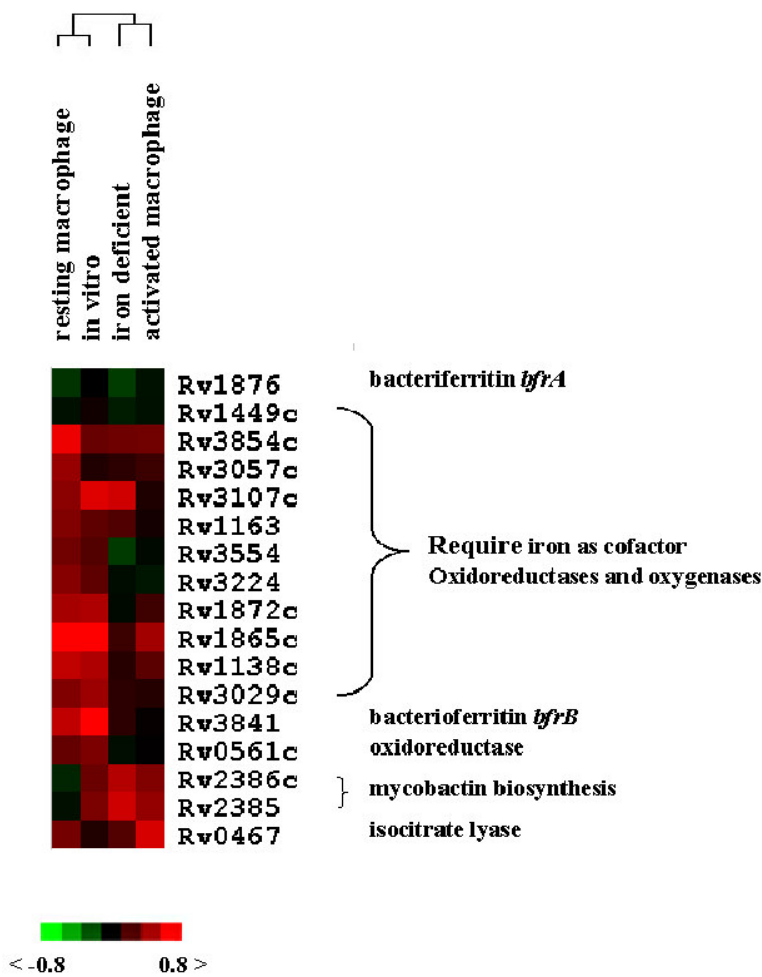 resting macrophage
in vitro
iron deficient
activated macrophage
Rv1876 bacteriferritin bfrA
Rv1449c
Rv3854c
Rv3057c
Rv3107c
Rv1163
Rv3554
Rv3224
Rv1872c
Rv1865c
Rv1138c
Rv3029c
Require iron as cofactor
Oxidoreductases and oxygenases
Rv3841 bacterioferritin bfrB
Rv0561c oxidoreductase
Rv2386c
Rv2385
mycobactin biosynthesis
Rv0467 isocitrate lyase
< -0.8 0.8 >